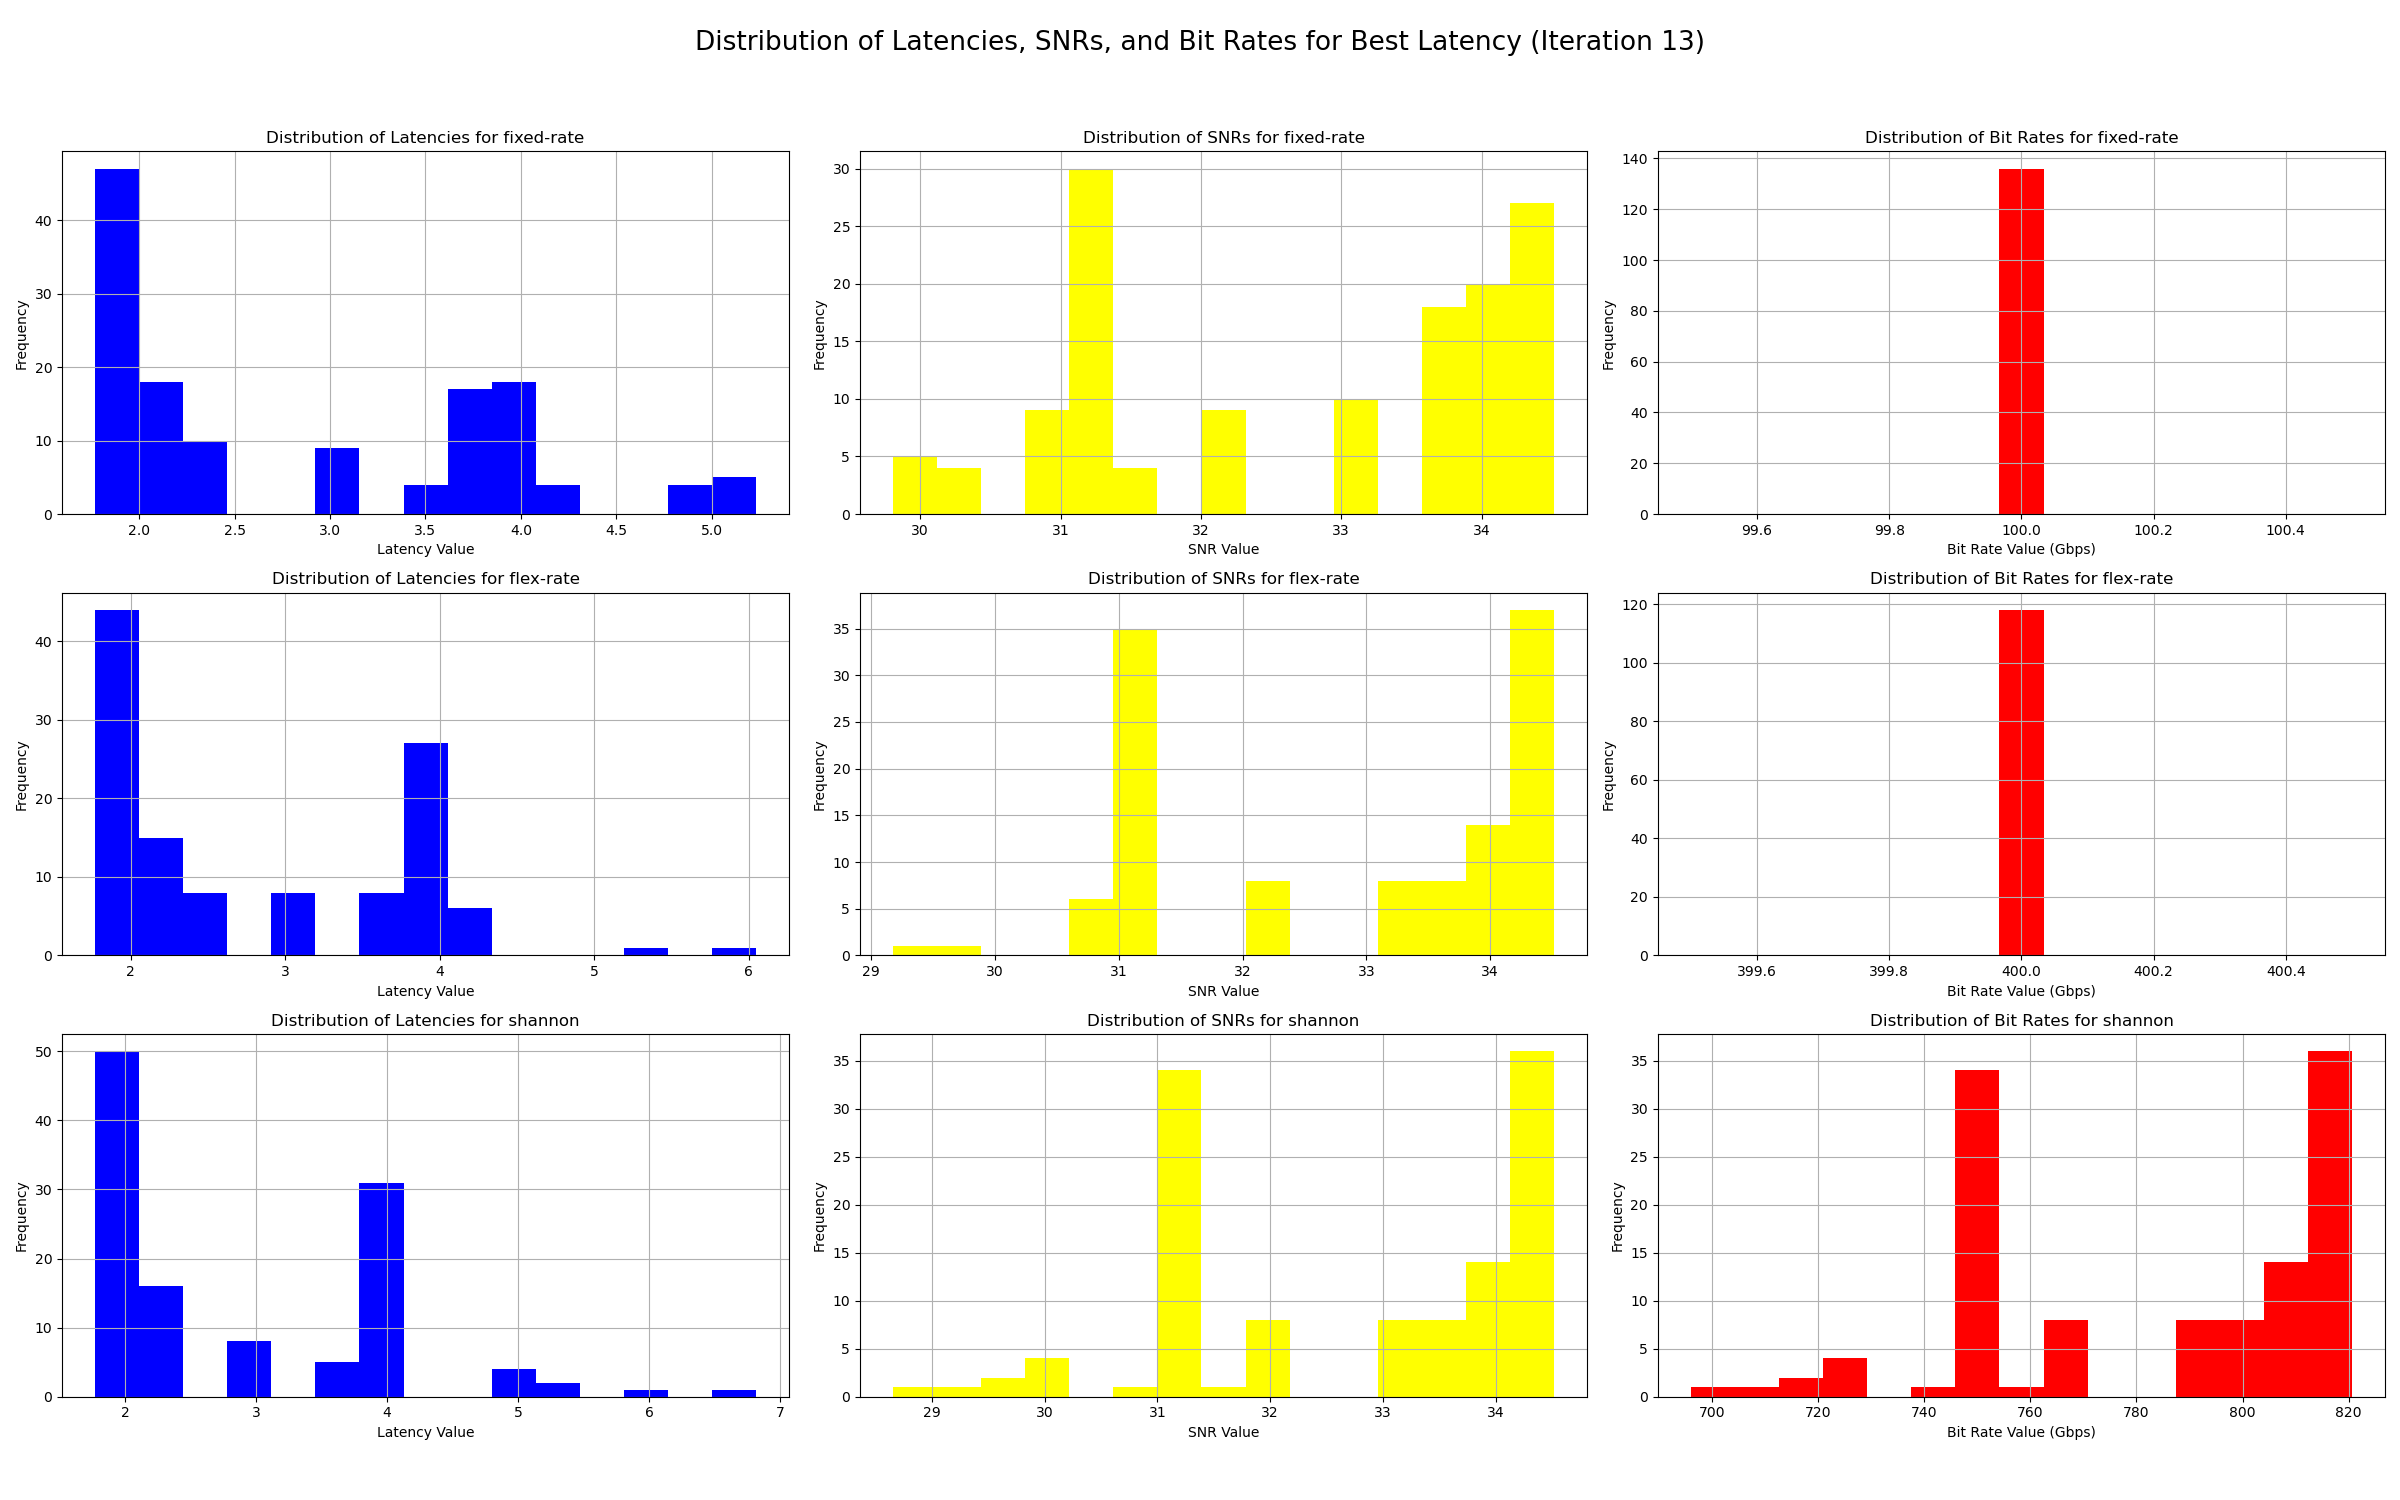 Distribution of Latencies, SNRs, and Bit Rates for Best Latency (Iteration 13)
Distribution of Latencies for fixed-rate
Frequency
0 10 20 30 40
2.0 2.5 3.0 3.5 4.0 4.5 5.0
Latency Value
Distribution of SNRs for fixed-rate
Frequency
0 5 10 15 20 25 30
30 31 32 33 34
SNR Value
Distribution of Bit Rates for fixed-rate
Frequency
0 20 40 60 80 100 120 140
99.6 99.8 100.0 100.2 100.4
Bit Rate Value (Gbps)
Distribution of Latencies for flex-rate
Frequency
0 10 20 30 40
2 3 4 5 6
Latency Value
Distribution of SNRs for flex-rate
Frequency
0 5 10 15 20 25 30 35
29 30 31 32 33 34
SNR Value
Distribution of Bit Rates for flex-rate
Frequency
0 20 40 60 80 100 120
399.6 399.8 400.0 400.2 400.4
Bit Rate Value (Gbps)
Distribution of Latencies for shannon
Frequency
0 10 20 30 40 50
2 3 4 5 6 7
Latency Value
Distribution of SNRs for shannon
Frequency
0 5 10 15 20 25 30 35
29 30 31 32 33 34
SNR Value
Distribution of Bit Rates for shannon
Frequency
0 5 10 15 20 25 30 35
700 720 740 760 780 800 820
Bit Rate Value (Gbps)